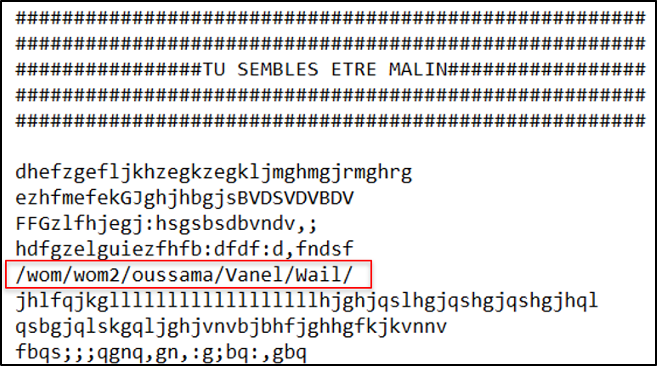 ######################################################
######################################################
################TU SEMBLES ETRE MALIN#################
######################################################
######################################################
dhefzgefljkhzegkzegkljmghmgjrmghrg
ezhfmefekGJghjhbgjsBVDSVDVBDV
FFGzlfhjegj:hsgsbsdbvndv,;
hdfgzelguiezfhfb:dfdf:d,fndsf
/wom/wom2/oussama/Vanel/Wail/
jhlfqjkgllllllllllllllllllhjghjqslhgjqshgjqshgjhql
qsbgjqlskgqljghjvnvbjbhfjghhgfkjkvnnv
fbqs;;;qgnq,gn,:g;bq:,gbq